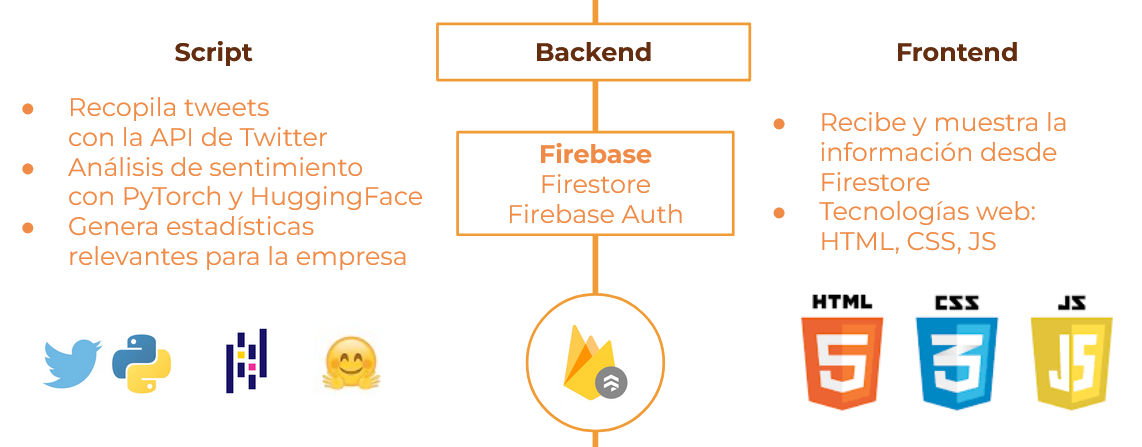 Script
● Recopila tweets
con la API de Twitter
● Análisis de sentimiento
con PyTorch y HuggingFace
● Genera estadísticas
relevantes para la empresa
Backend
Firebase
Firestore
Firebase Auth
Frontend
● Recibe y muestra la
información desde
Firestore
● Tecnologías web:
HTML, CSS, JS
HTML
5
CSS
3
JS
JS